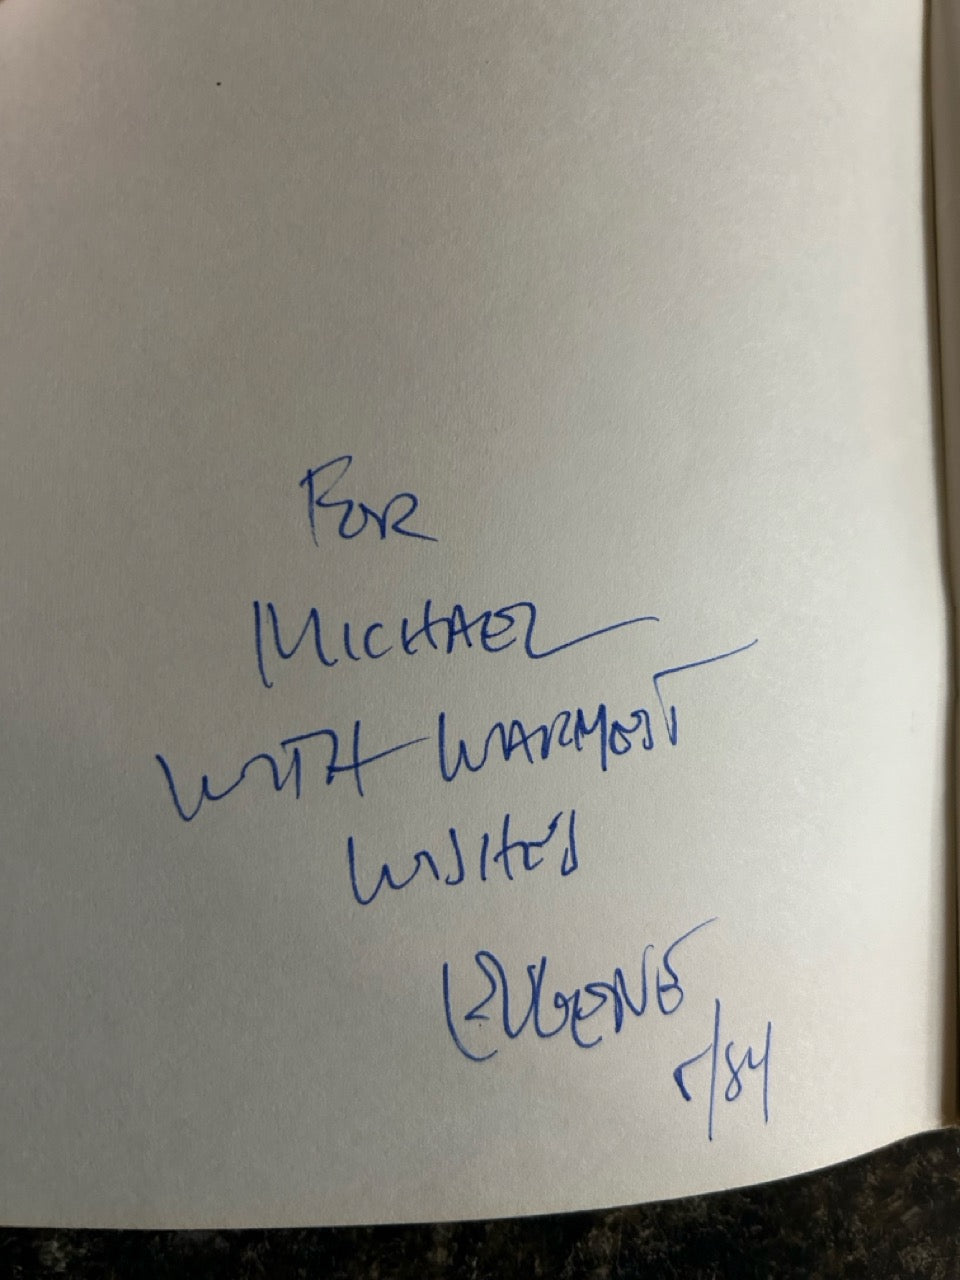 FOR
MICHAEL
WITH WARMEST
WISHES
EUGENE
5/84